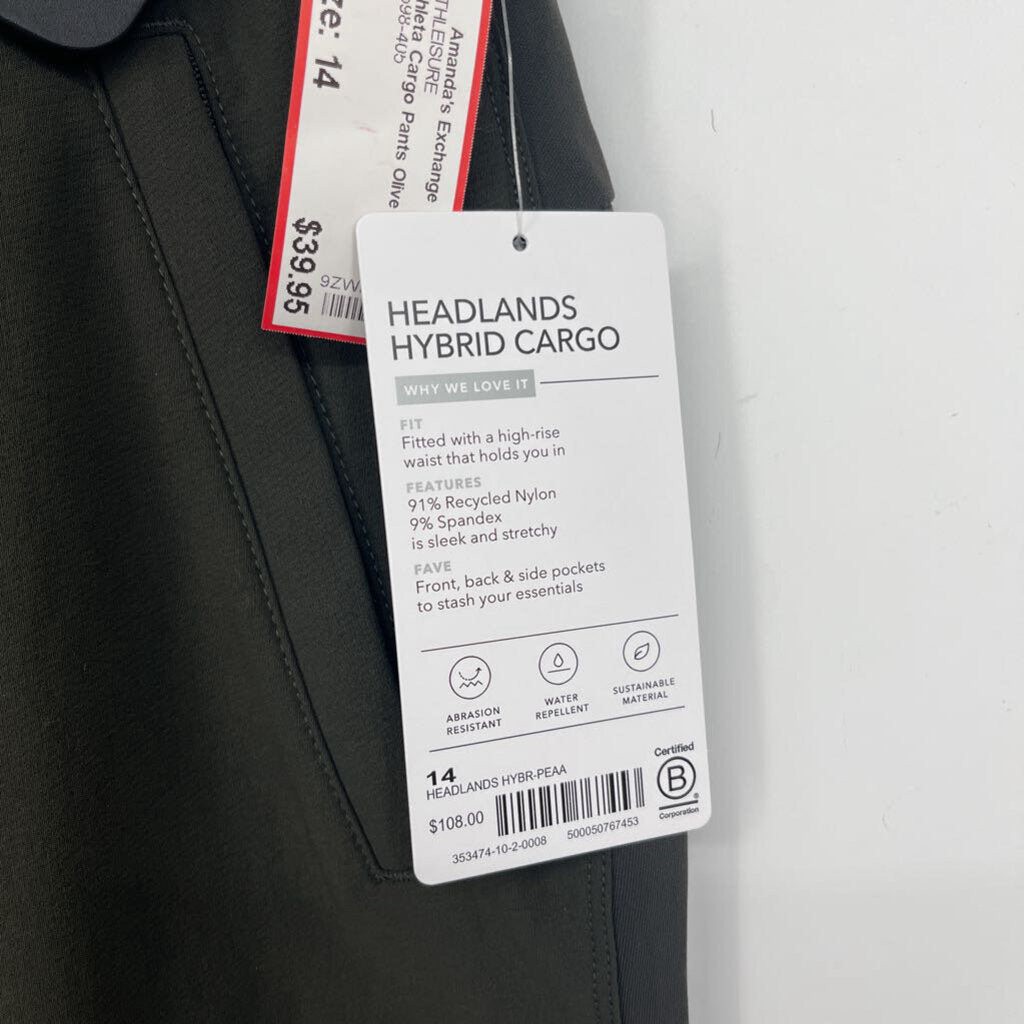 Amanda's Exchange
THLEISURE
hleta Cargo Pants Olive
698-405
ze: 14
$39.95
9ZW
HEADLANDS
HYBRID CARGO
WHY WE LOVE IT
FIT
Fitted with a high-rise
waist that holds you in
FEATURES
91% Recycled Nylon
9% Spandex
is sleek and stretchy
FAVE
Front, back & side pockets
to stash your essentials
ABRASION
RESISTANT
WATER
REPELLENT
SUSTAINABLE
MATERIAL
14
HEADLANDS HYBR-PEAA
$108.00
353474-10-2-0008 500050767453
Certified
B
®
Corporation